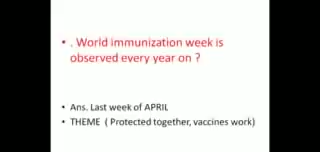 • . World immunization week is
observed every year on ?
• Ans. Last week of APRIL
• THEME ( Protected together, vaccines work)